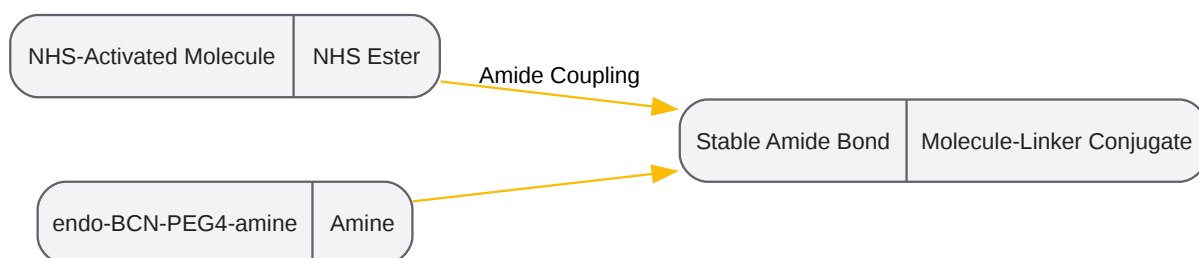 NHS-Activated Molecule
NHS Ester
Amide Coupling
Stable Amide Bond
Molecule-Linker Conjugate
endo-BCN-PEG4-amine
Amine